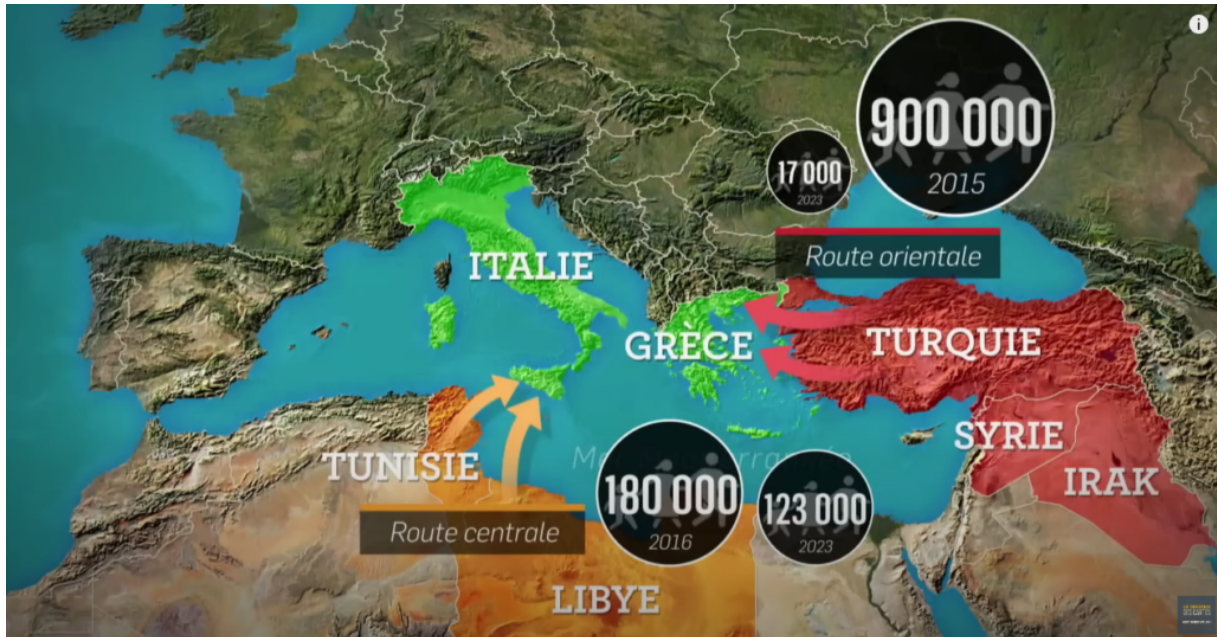 900 000
2015
17 000
2023
Route orientale
ITALIE
GRÈCE
TURQUIE
SYRIE
IRAK
TUNISIE
180 000
2016
123 000
2023
Route centrale
LIBYE